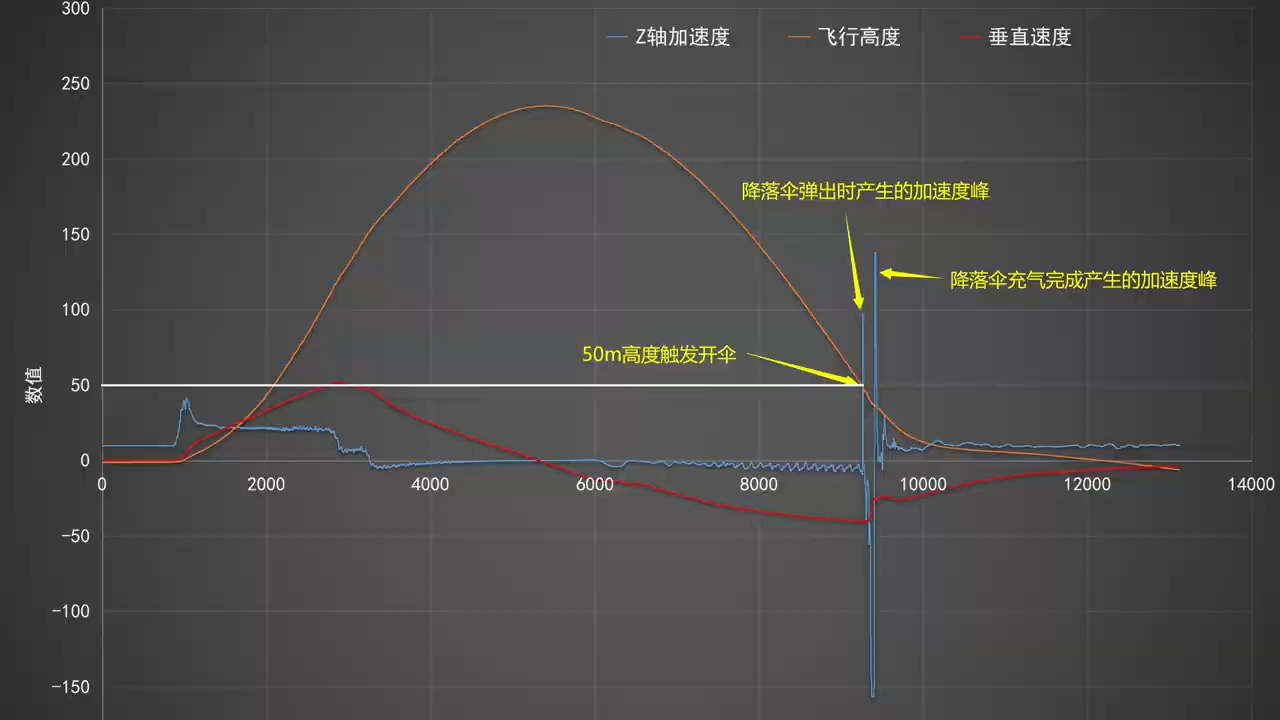 300
Z轴加速度 飞行高度 垂直速度
250
200
降落伞弹出时产生的加速度峰
150
降落伞充气完成产生的加速度峰
100
50m高度触发开伞
50
数值
0
0 2000 4000 6000 8000 10000 12000 14000
−50
−100
−150